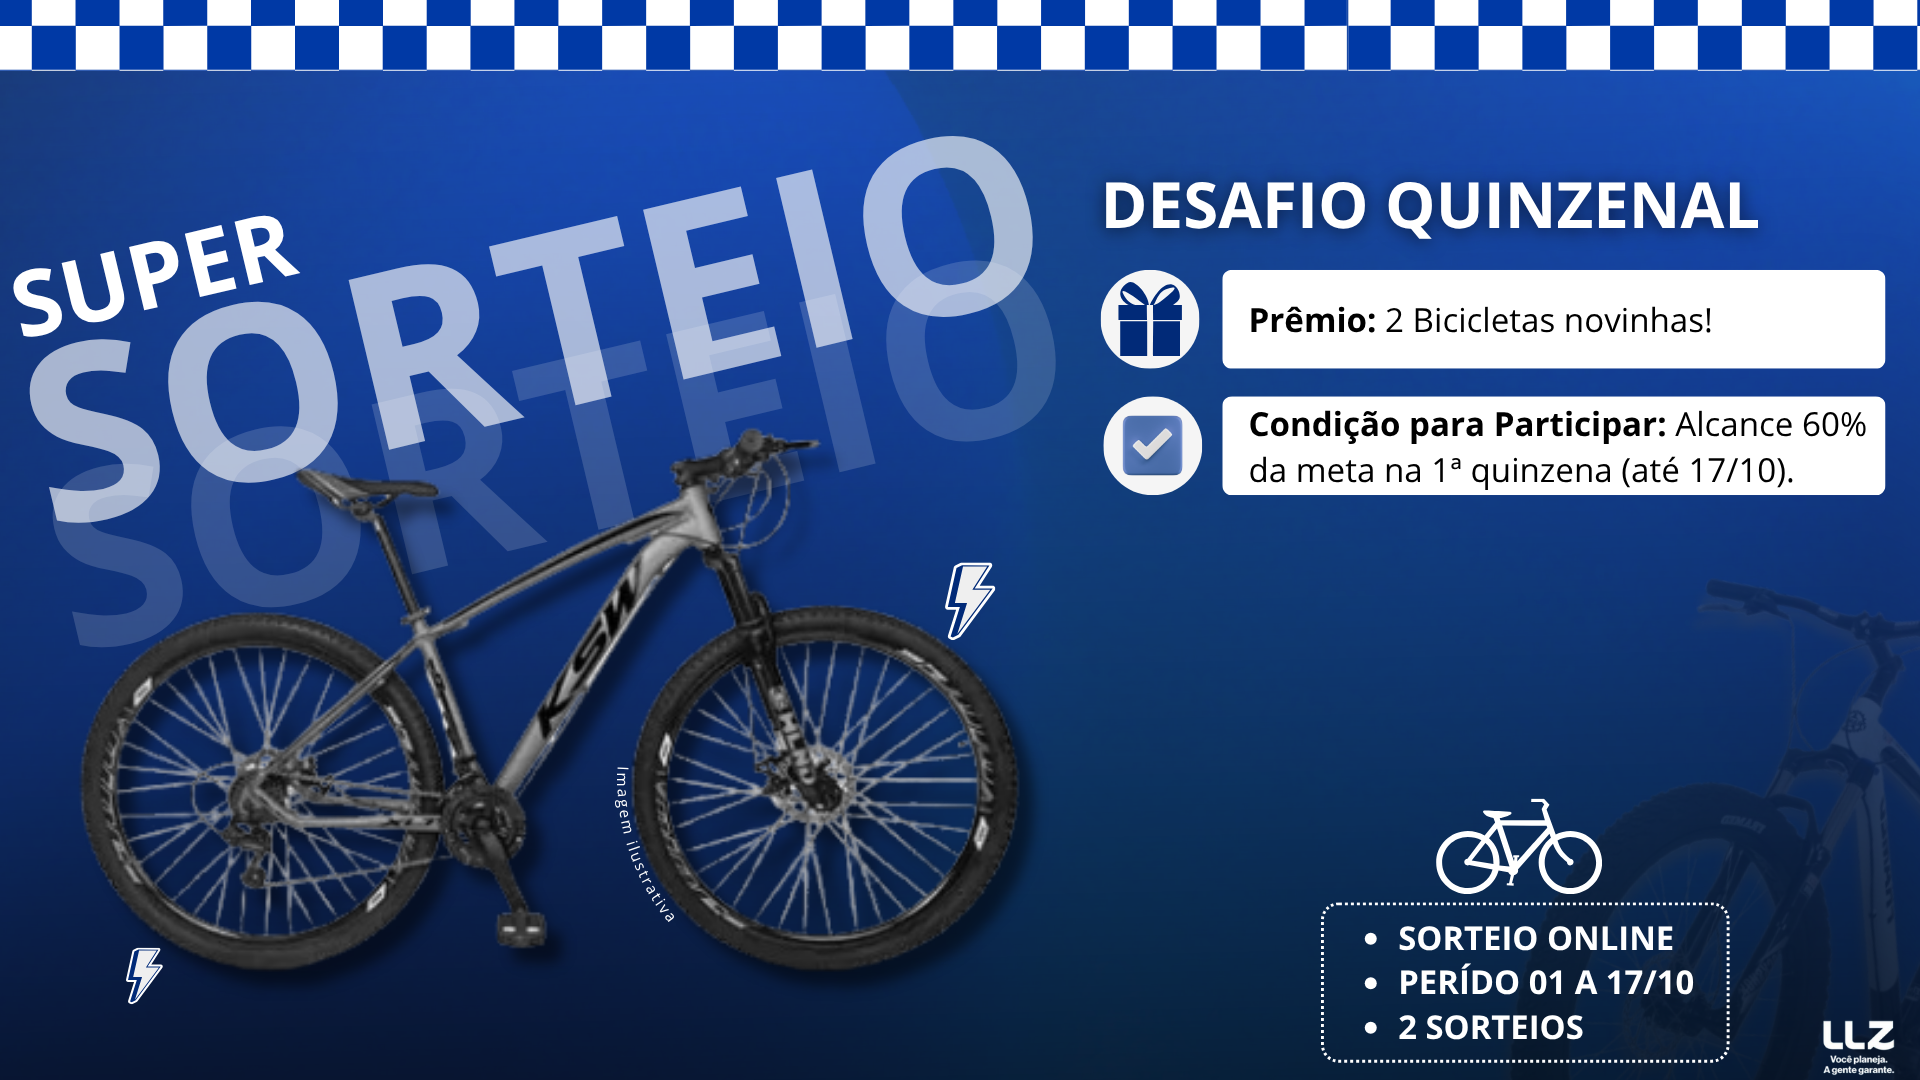 SUPER
SORTEIO
SORTEIO
KSW
Imagem ilustrativa
DESAFIO QUINZENAL
Prêmio: 2 Bicicletas novinhas!
Condição para Participar: Alcance 60%
da meta na 1ª quinzena (até 17/10).
• SORTEIO ONLINE
• PERÍDO 01 A 17/10
• 2 SORTEIOS
LLZ
Você planeja.
A gente garante.